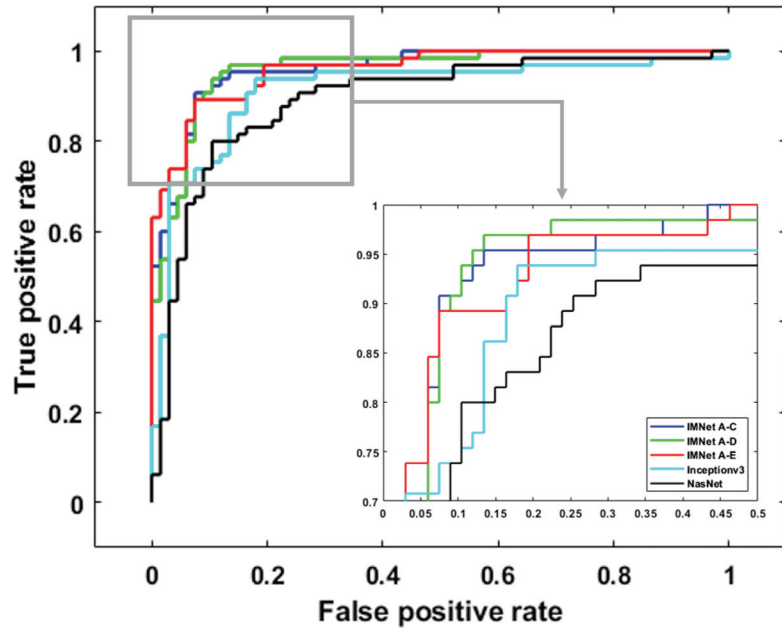 True positive rate
1
0.8
0.6
0.4
0.2
0
0 0.2 0.4 0.6 0.8 1
False positive rate
1
0.95
0.9
0.85
0.8
0.75
0.7
0 0.05 0.1 0.15 0.2 0.25 0.3 0.35 0.4 0.45 0.5
IMNet A-C
IMNet A-D
IMNet A-E
Inceptionv3
NasNet